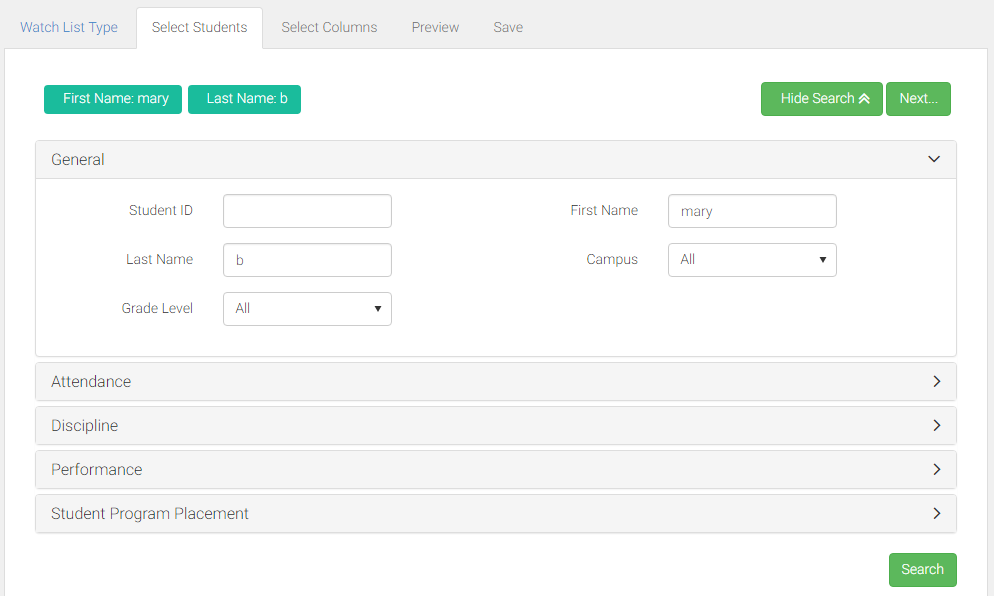 Watch List Type Select Students Select Columns Preview Save
First Name: mary Last Name: b Hide Search Next...
General
Student ID First Name mary
Last Name b Campus All
Grade Level All
Attendance
Discipline
Performance
Student Program Placement
Search